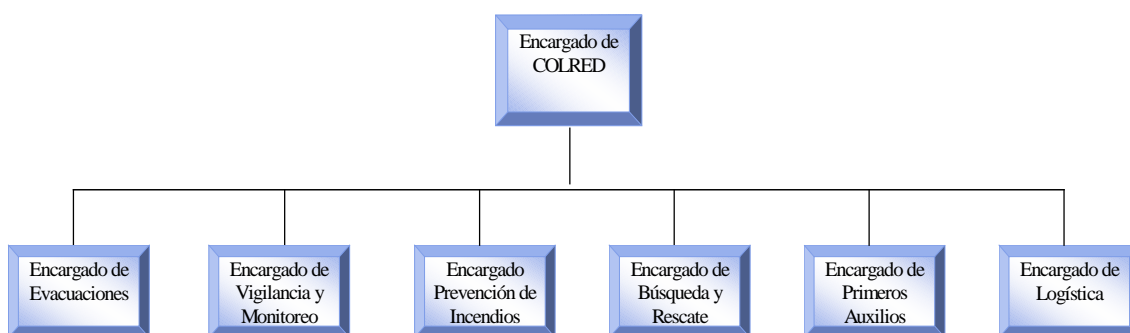 Encargado de
COLRED
Encargado de
Evacuaciones
Encargado de
Vigilancia y
Monitoreo
Encargado
Prevención de
Incendios
Encargado de
Búsqueda y
Rescate
Encargado de
Primeros
Auxilios
Encargado de
Logística